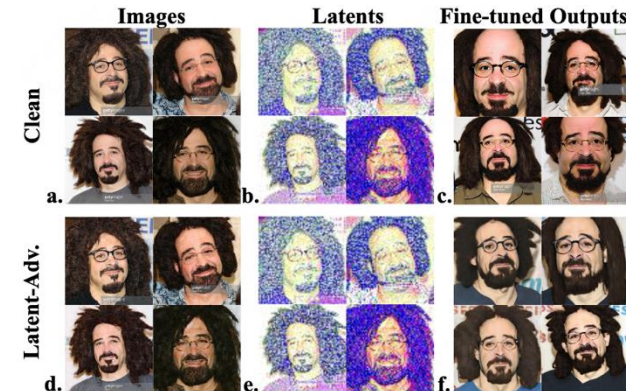 Images Latents Fine-tuned Outputs
Clean
a. b. c.
Latent-Adv.
d. e. f.